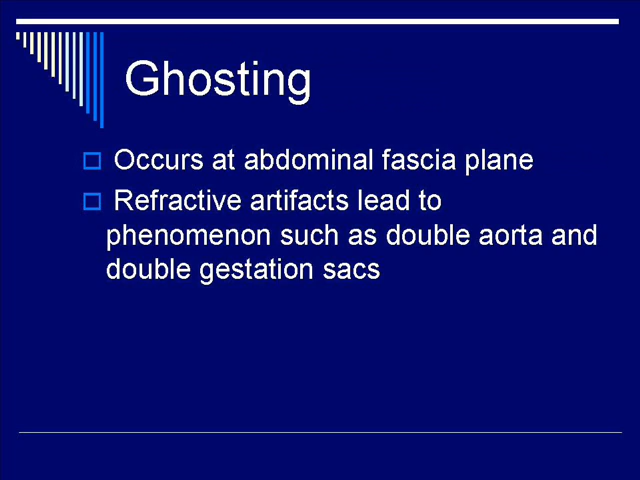 Ghosting
Occurs at abdominal fascia plane
Refractive artifacts lead to
phenomenon such as double aorta and
double gestation sacs